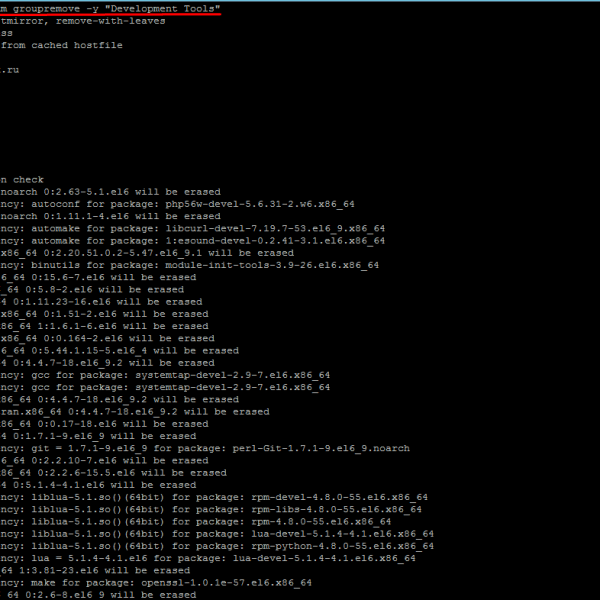 m groupremove -y "Development Tools"
tmirror, remove-with-leaves
ss
from cached hostfile
.ru
n check
noarch 0:2.63-5.1.el6 will be erased
ncy: autoconf for package: php56w-devel-5.6.31-2.w6.x86_64
noarch 0:1.11.1-4.el6 will be erased
ncy: automake for package: libcurl-devel-7.19.7-53.el6_9.x86_64
ncy: automake for package: 1:esound-devel-0.2.41-3.1.el6.x86_64
x86_64 0:2.20.51.0.2-5.47.el6_9.1 will be erased
ncy: binutils for package: module-init-tools-3.9-26.el6.x86_64
6_64 0:15.6-7.el6 will be erased
_64 0:5.8-2.el6 will be erased
4 0:1.11.23-16.el6 will be erased
x86_64 0:1.51-2.el6 will be erased
86_64 1:1.6.1-6.el6 will be erased
x86_64 0:0.164-2.el6 will be erased
6_64 0:5.44.1.15-5.el6_4 will be erased
4 0:4.4.7-18.el6_9.2 will be erased
ncy: gcc for package: systemtap-devel-2.9-7.el6.x86_64
ncy: gcc for package: systemtap-devel-2.9-7.el6.x86_64
x86_64 0:4.4.7-18.el6_9.2 will be erased
ran.x86_64 0:4.4.7-18.el6_9.2 will be erased
86_64 0:0.17-18.el6 will be erased
4 0:1.7.1-9.el6_9 will be erased
ncy: git = 1.7.1-9.el6_9 for package: perl-Git-1.7.1-9.el6_9.noarch
6_64 0:2.2.10-7.el6 will be erased
x86_64 0:2.2.6-15.5.el6 will be erased
4 0:5.1.4-4.1.el6 will be erased
ncy: liblua-5.1.so()(64bit) for package: rpm-devel-4.8.0-55.el6.x86_64
ncy: liblua-5.1.so()(64bit) for package: rpm-libs-4.8.0-55.el6.x86_64
ncy: liblua-5.1.so()(64bit) for package: rpm-4.8.0-55.el6.x86_64
ncy: liblua-5.1.so()(64bit) for package: lua-devel-5.1.4-4.1.el6.x86_64
ncy: liblua-5.1.so()(64bit) for package: rpm-python-4.8.0-55.el6.x86_64
ncy: lua = 5.1.4-4.1.el6 for package: lua-devel-5.1.4-4.1.el6.x86_64
64 1:3.81-23.el6 will be erased
ncy: make for package: openssl-1.0.1e-57.el6.x86_64
_64 0:2.6-8.el6_9 will be erased